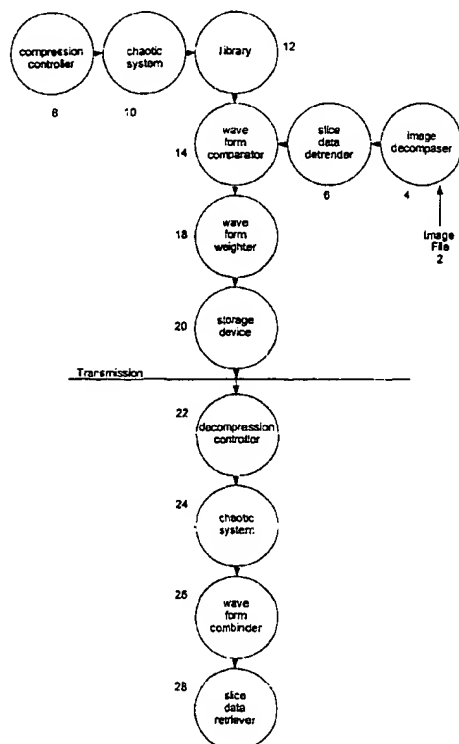 compression
controller
8
chaotic
system
10
library
12
wave
form
comparator
14
slice
data
detrender
6
image
decompaser
4
Image
File
2
wave
form
weighter
18
storage
device
20
Transmission
decompression
controller
22
chaotic
system
24
wave
form
combinder
26
slice
data
retriever
28